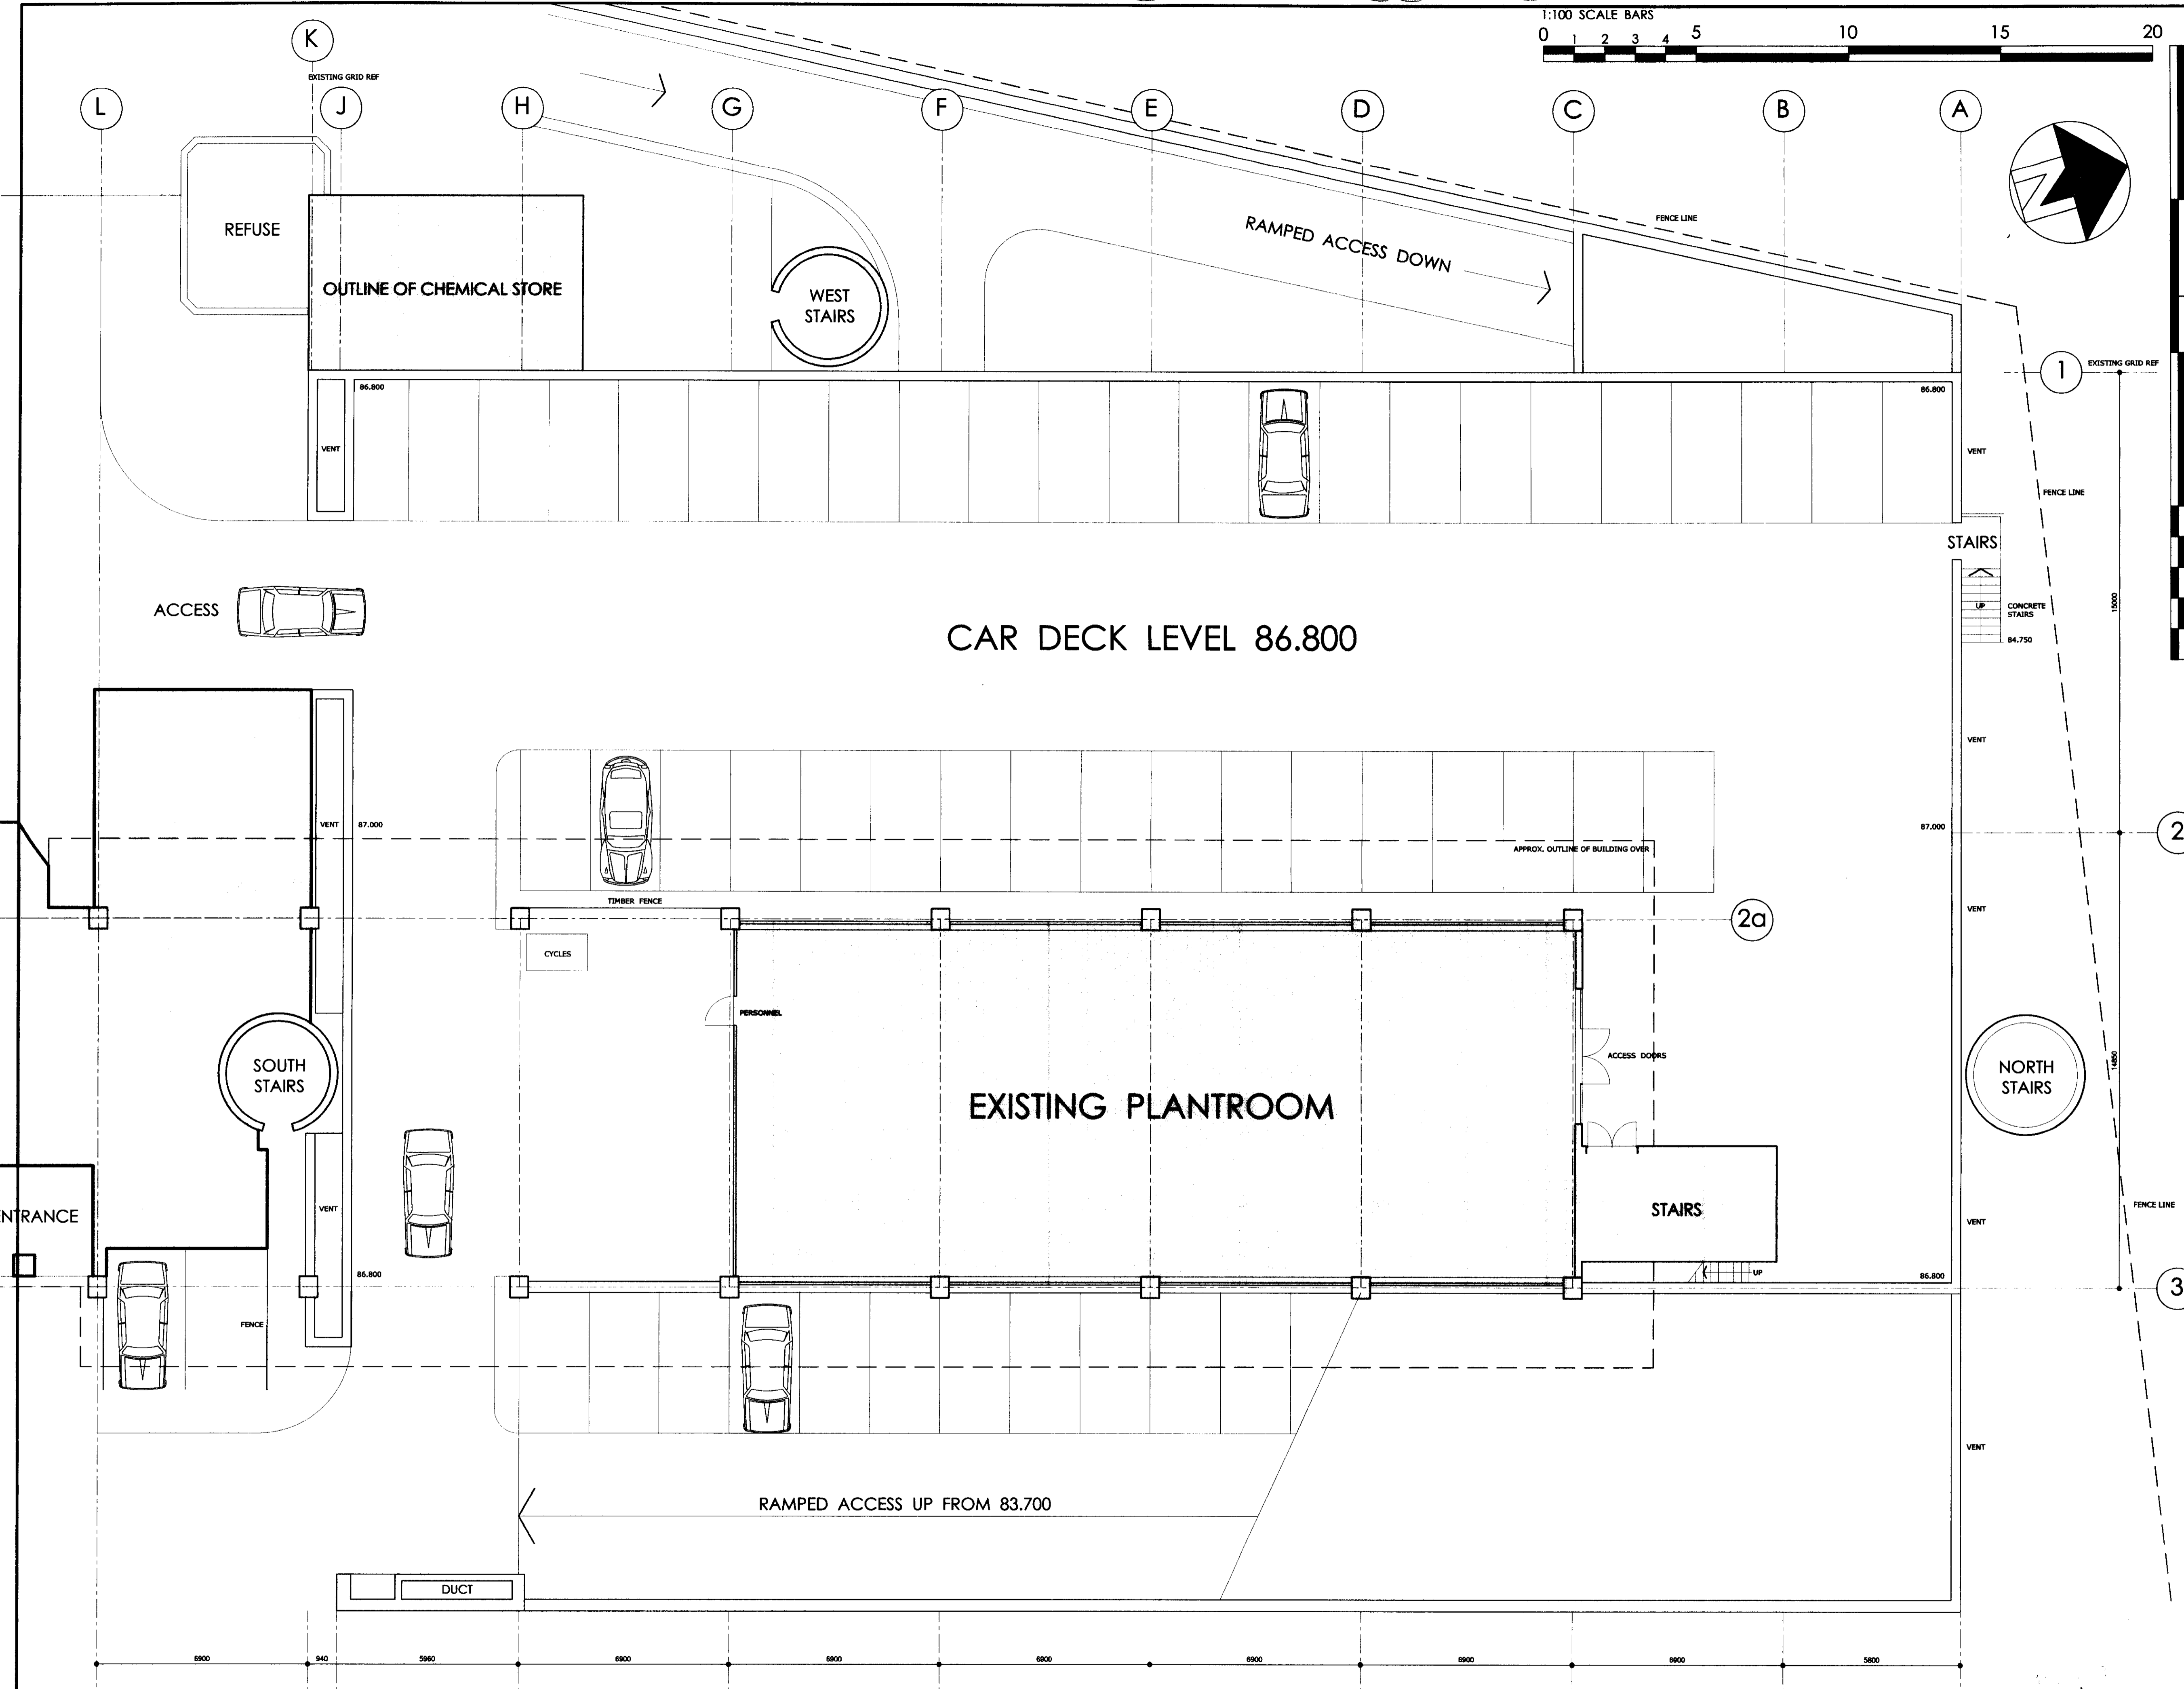 1:100 SCALE BARS
0 1 2 3 4 5 10 15 20
K
EXISTING GRID REF
L J H G F E D C B A
N
REFUSE
FENCE LINE
RAMPED ACCESS DOWN
OUTLINE OF CHEMICAL STORE
WEST
STAIRS
1
EXISTING GRID REF
86.800
86.800
VENT
VENT
FENCE LINE
STAIRS
ACCESS
UP
CONCRETE
STAIRS
15000
84.750
CAR DECK LEVEL 86.800
VENT
VENT
87.000
87.000
2
APPROX. OUTLINE OF BUILDING OVER
TIMBER FENCE
VENT
2a
CYCLES
PERSONNEL
ACCESS DOORS
SOUTH
STAIRS
NORTH
STAIRS
14850
EXISTING PLANTROOM
VENT
STAIRS
FENCE LINE
ENTRANCE
VENT
86.800
UP
86.800
3
FENCE
VENT
RAMPED ACCESS UP FROM 83.700
DUCT
6900 940 5960 6900 6900 6900 6900 6900 6900 5800